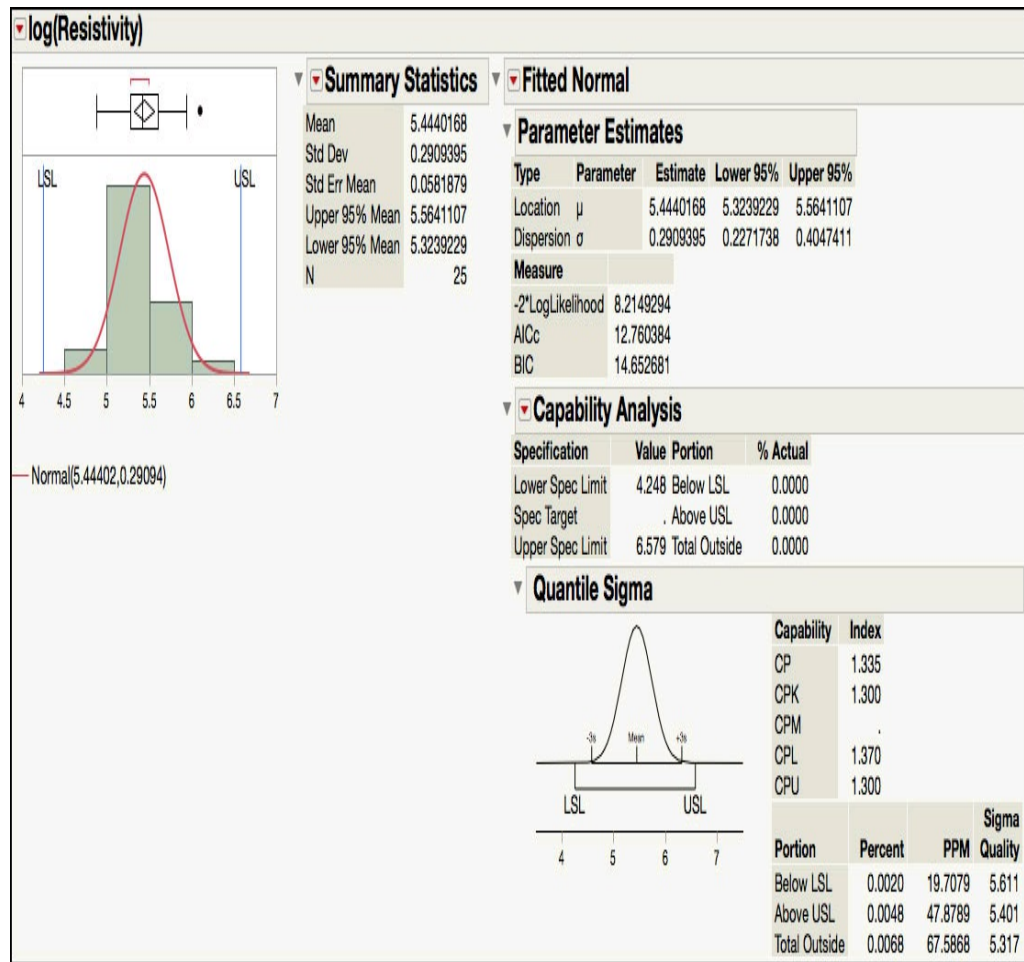 log(Resistivity)
LSL USL
4 4.5 5 5.5 6 6.5 7
Normal(5.44402,0.29094)
Summary Statistics
Mean 5.4440168
Std Dev 0.2909395
Std Err Mean 0.0581879
Upper 95% Mean 5.5641107
Lower 95% Mean 5.3239229
N 25
Fitted Normal
Parameter Estimates
Type Parameter Estimate Lower 95% Upper 95%
Location μ 5.4440168 5.3239229 5.5641107
Dispersion σ 0.2909395 0.2271738 0.4047411
Measure
-2*LogLikelihood 8.2149294
AICc 12.760384
BIC 14.652681
Capability Analysis
Specification Value Portion % Actual
Lower Spec Limit 4.248 Below LSL 0.0000
Spec Target . Above USL 0.0000
Upper Spec Limit 6.579 Total Outside 0.0000
Quantile Sigma
-3s Mean +3s
LSL USL
4 5 6 7
Capability Index
CP 1.335
CPK 1.300
CPM .
CPL 1.370
CPU 1.300
Sigma
Portion Percent PPM Quality
Below LSL 0.0020 19.7079 5.611
Above USL 0.0048 47.8789 5.401
Total Outside 0.0068 67.5868 5.317